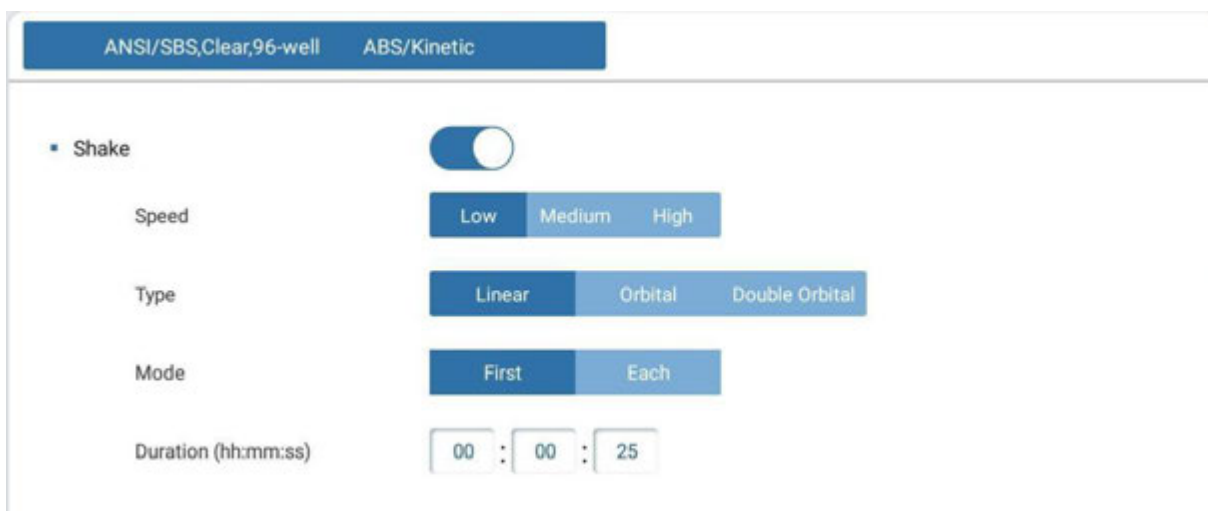 ANSI/SBS,Clear,96-well ABS/Kinetic
Shake
Speed Low Medium High
Type Linear Orbital Double Orbital
Mode First Each
Duration (hh:mm:ss) 00 : 00 : 25